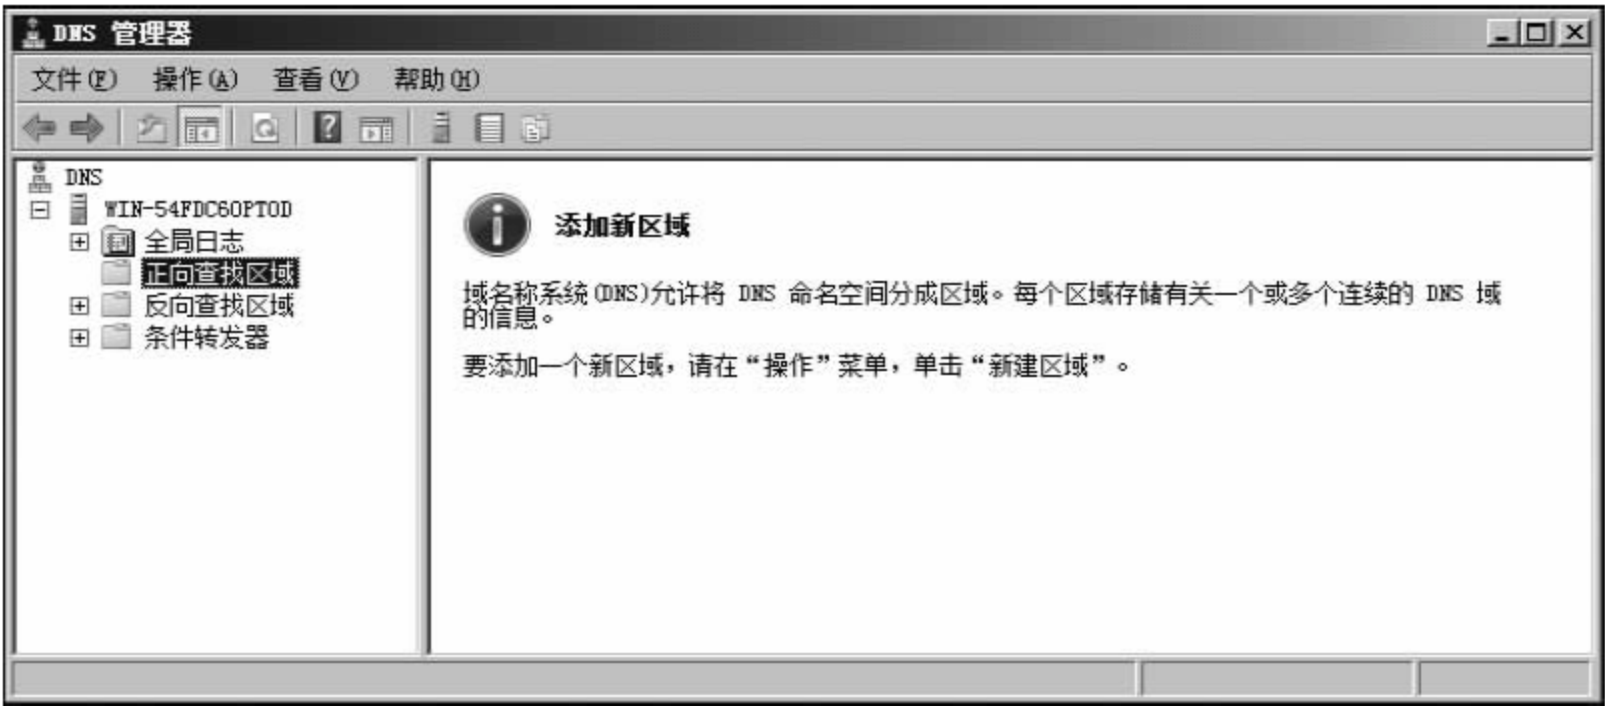 DNS 管理器
文件(F) 操作(A) 查看(V) 帮助(H)
DNS
WIN-54FDC60PTOD
全局日志
正向查找区域
反向查找区域
条件转发器
添加新区域
域名称系统(DNS)允许将 DNS 命名空间分成区域。每个区域存储有关一个或多个连续的 DNS 域
的信息。
要添加一个新区域，请在“操作”菜单，单击“新建区域”。